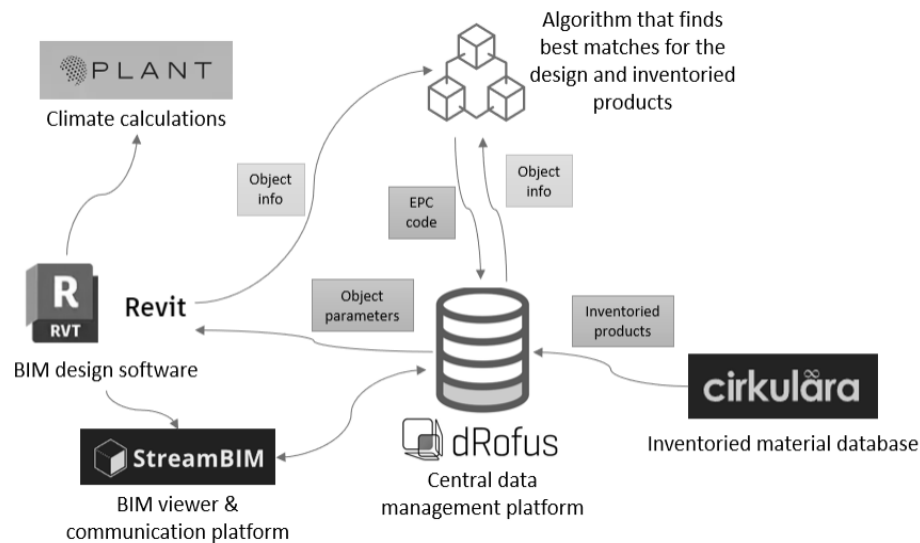 PLANT
Climate calculations
Algorithm that finds
best matches for the
design and inventoried
products
Object
info
EPC
code
Object
info
R
RVT
Revit
BIM design software
Object
parameters
Inventoried
products
cirkulära
Inventoried material database
StreamBIM
BIM viewer &
communication platform
dRofus
Central data
management platform